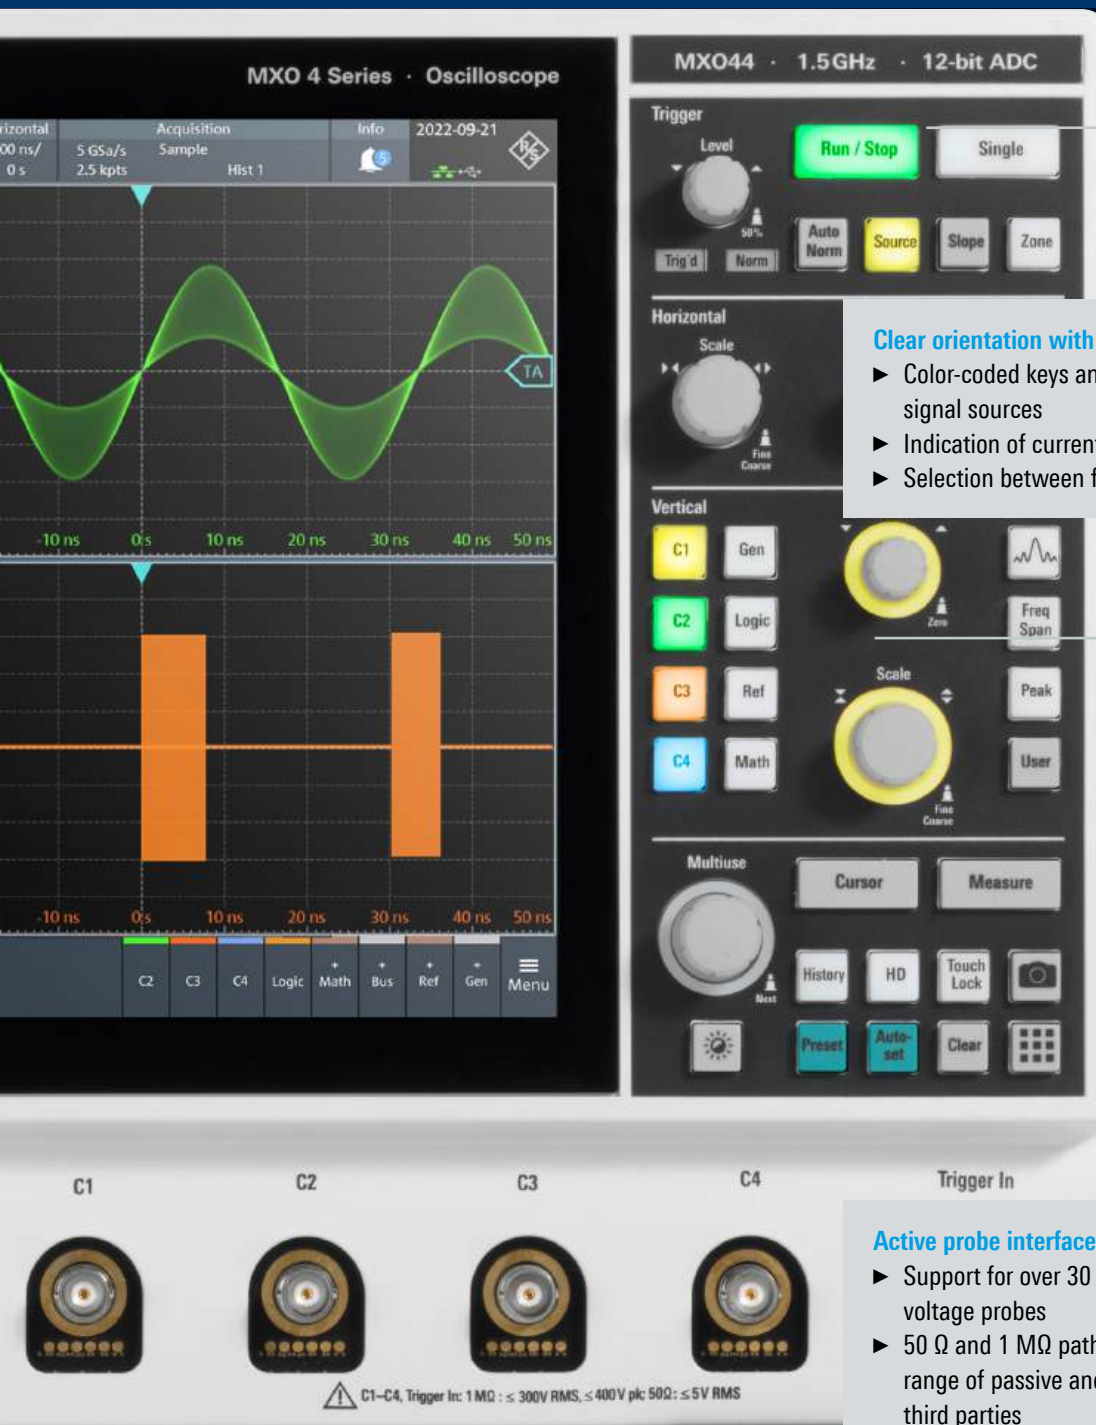 MXO 4 Series · Oscilloscope
MXO44 · 1.5GHz · 12-bit ADC
rizontal
00 ns/
0 s
Acquisition
5 GSa/s
Sample
2.5 kpts
Hist 1
Info
5
2022-09-21
R&S
TA
-10 ns
0 s
10 ns
20 ns
30 ns
40 ns
50 ns
-10 ns
0 s
10 ns
20 ns
30 ns
40 ns
50 ns
C2
C3
C4
Logic
+ Math
+ Bus
+ Ref
+ Gen
Menu
Trigger
Level
50%
Trig'd
Norm
Run / Stop
Single
Auto
Norm
Source
Slope
Zone
Horizontal
Scale
Fine
Coarse
Clear orientation with
► Color-coded keys an
signal sources
► Indication of curren
► Selection between f
Vertical
C1
Gen
C2
Logic
C3
Ref
C4
Math
Zero
Scale
Fine
Coarse
Freq
Span
Peak
User
Multiuse
Next
Cursor
Measure
History
HD
Touch
Lock
Preset
Auto-
set
Clear
C1
C2
C3
C4
Trigger In
C1–C4, Trigger In: 1 MΩ : ≤ 300V RMS, ≤ 400 V pk; 50Ω: ≤ 5V RMS
Active probe interface
► Support for over 30
voltage probes
► 50 Ω and 1 MΩ path
range of passive and
third parties